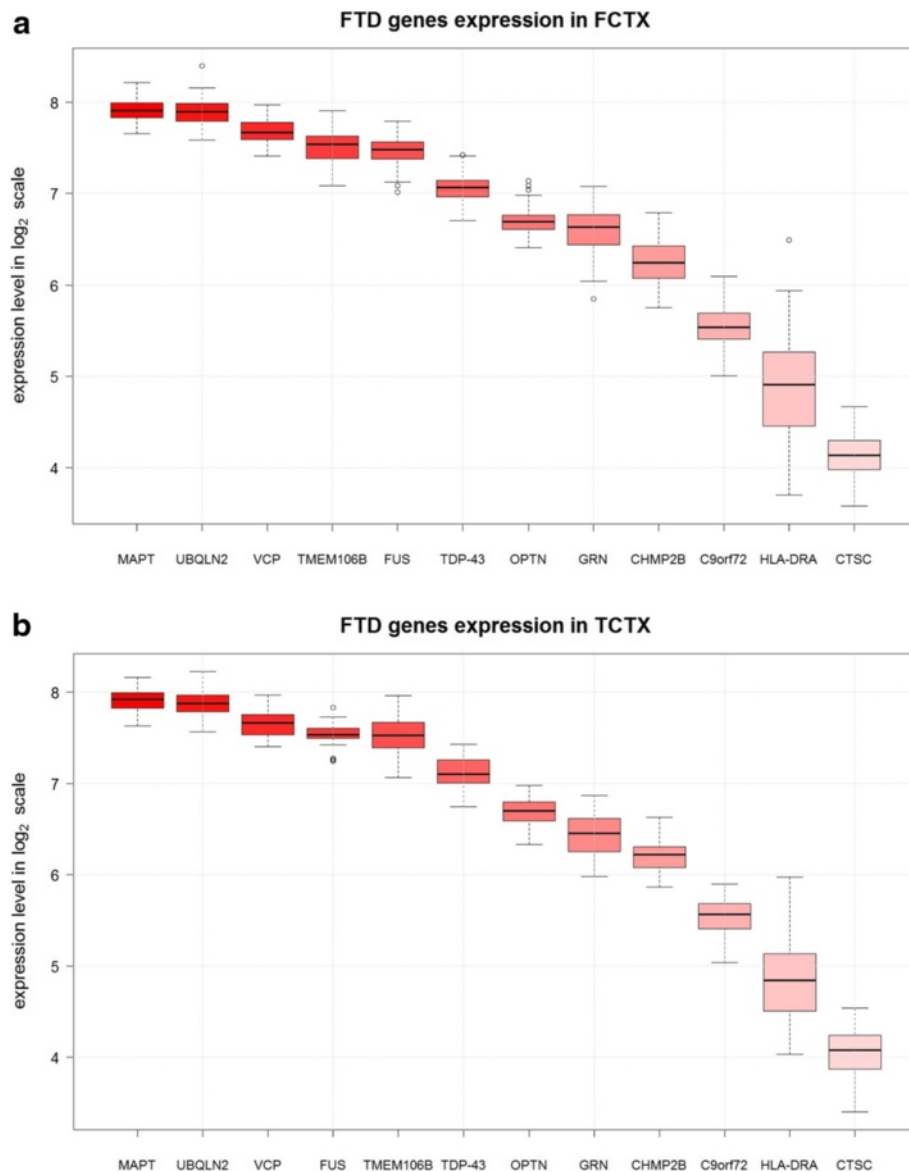 a
FTD genes expression in FCTX
expression level in log2 scale
8
7
6
5
4
MAPT UBQLN2 VCP TMEM106B FUS TDP-43 OPTN GRN CHMP2B C9orf72 HLA-DRA CTSC
b
FTD genes expression in TCTX
expression level in log2 scale
8
7
6
5
4
MAPT UBQLN2 VCP FUS TMEM106B TDP-43 OPTN GRN CHMP2B C9orf72 HLA-DRA CTSC